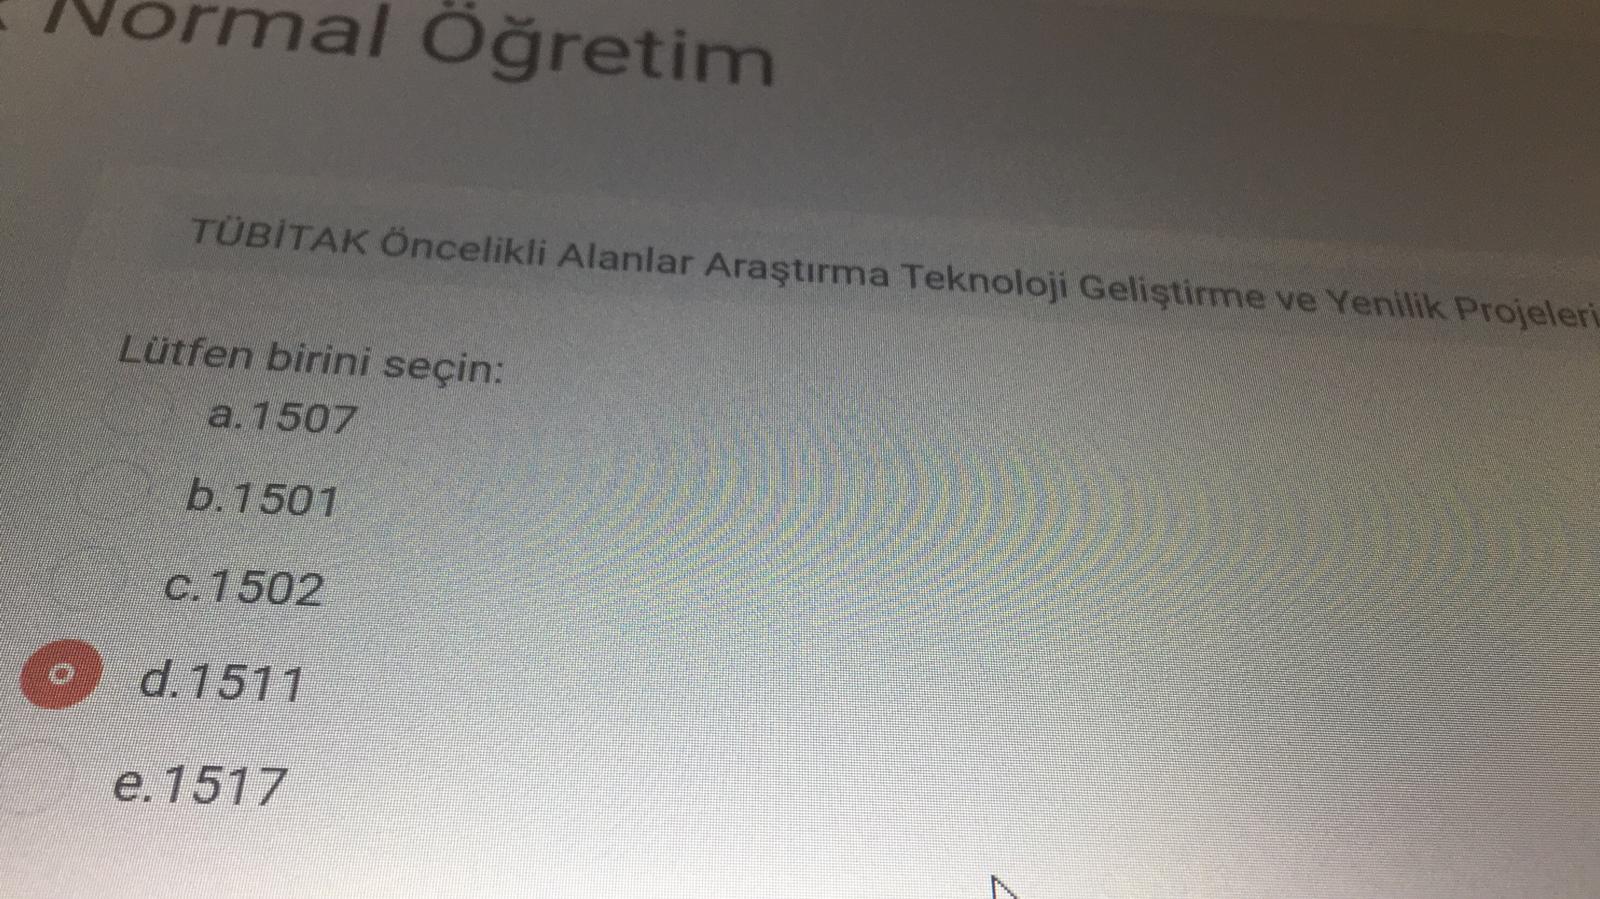 Normal Öğretim
TÜBİTAK Öncelikli Alanlar Araştırma Teknoloji Geliştirme ve Yenilik Projeleri
Lütfen birini seçin:
a.1507
b.1501
c.1502
d.1511
e.1517